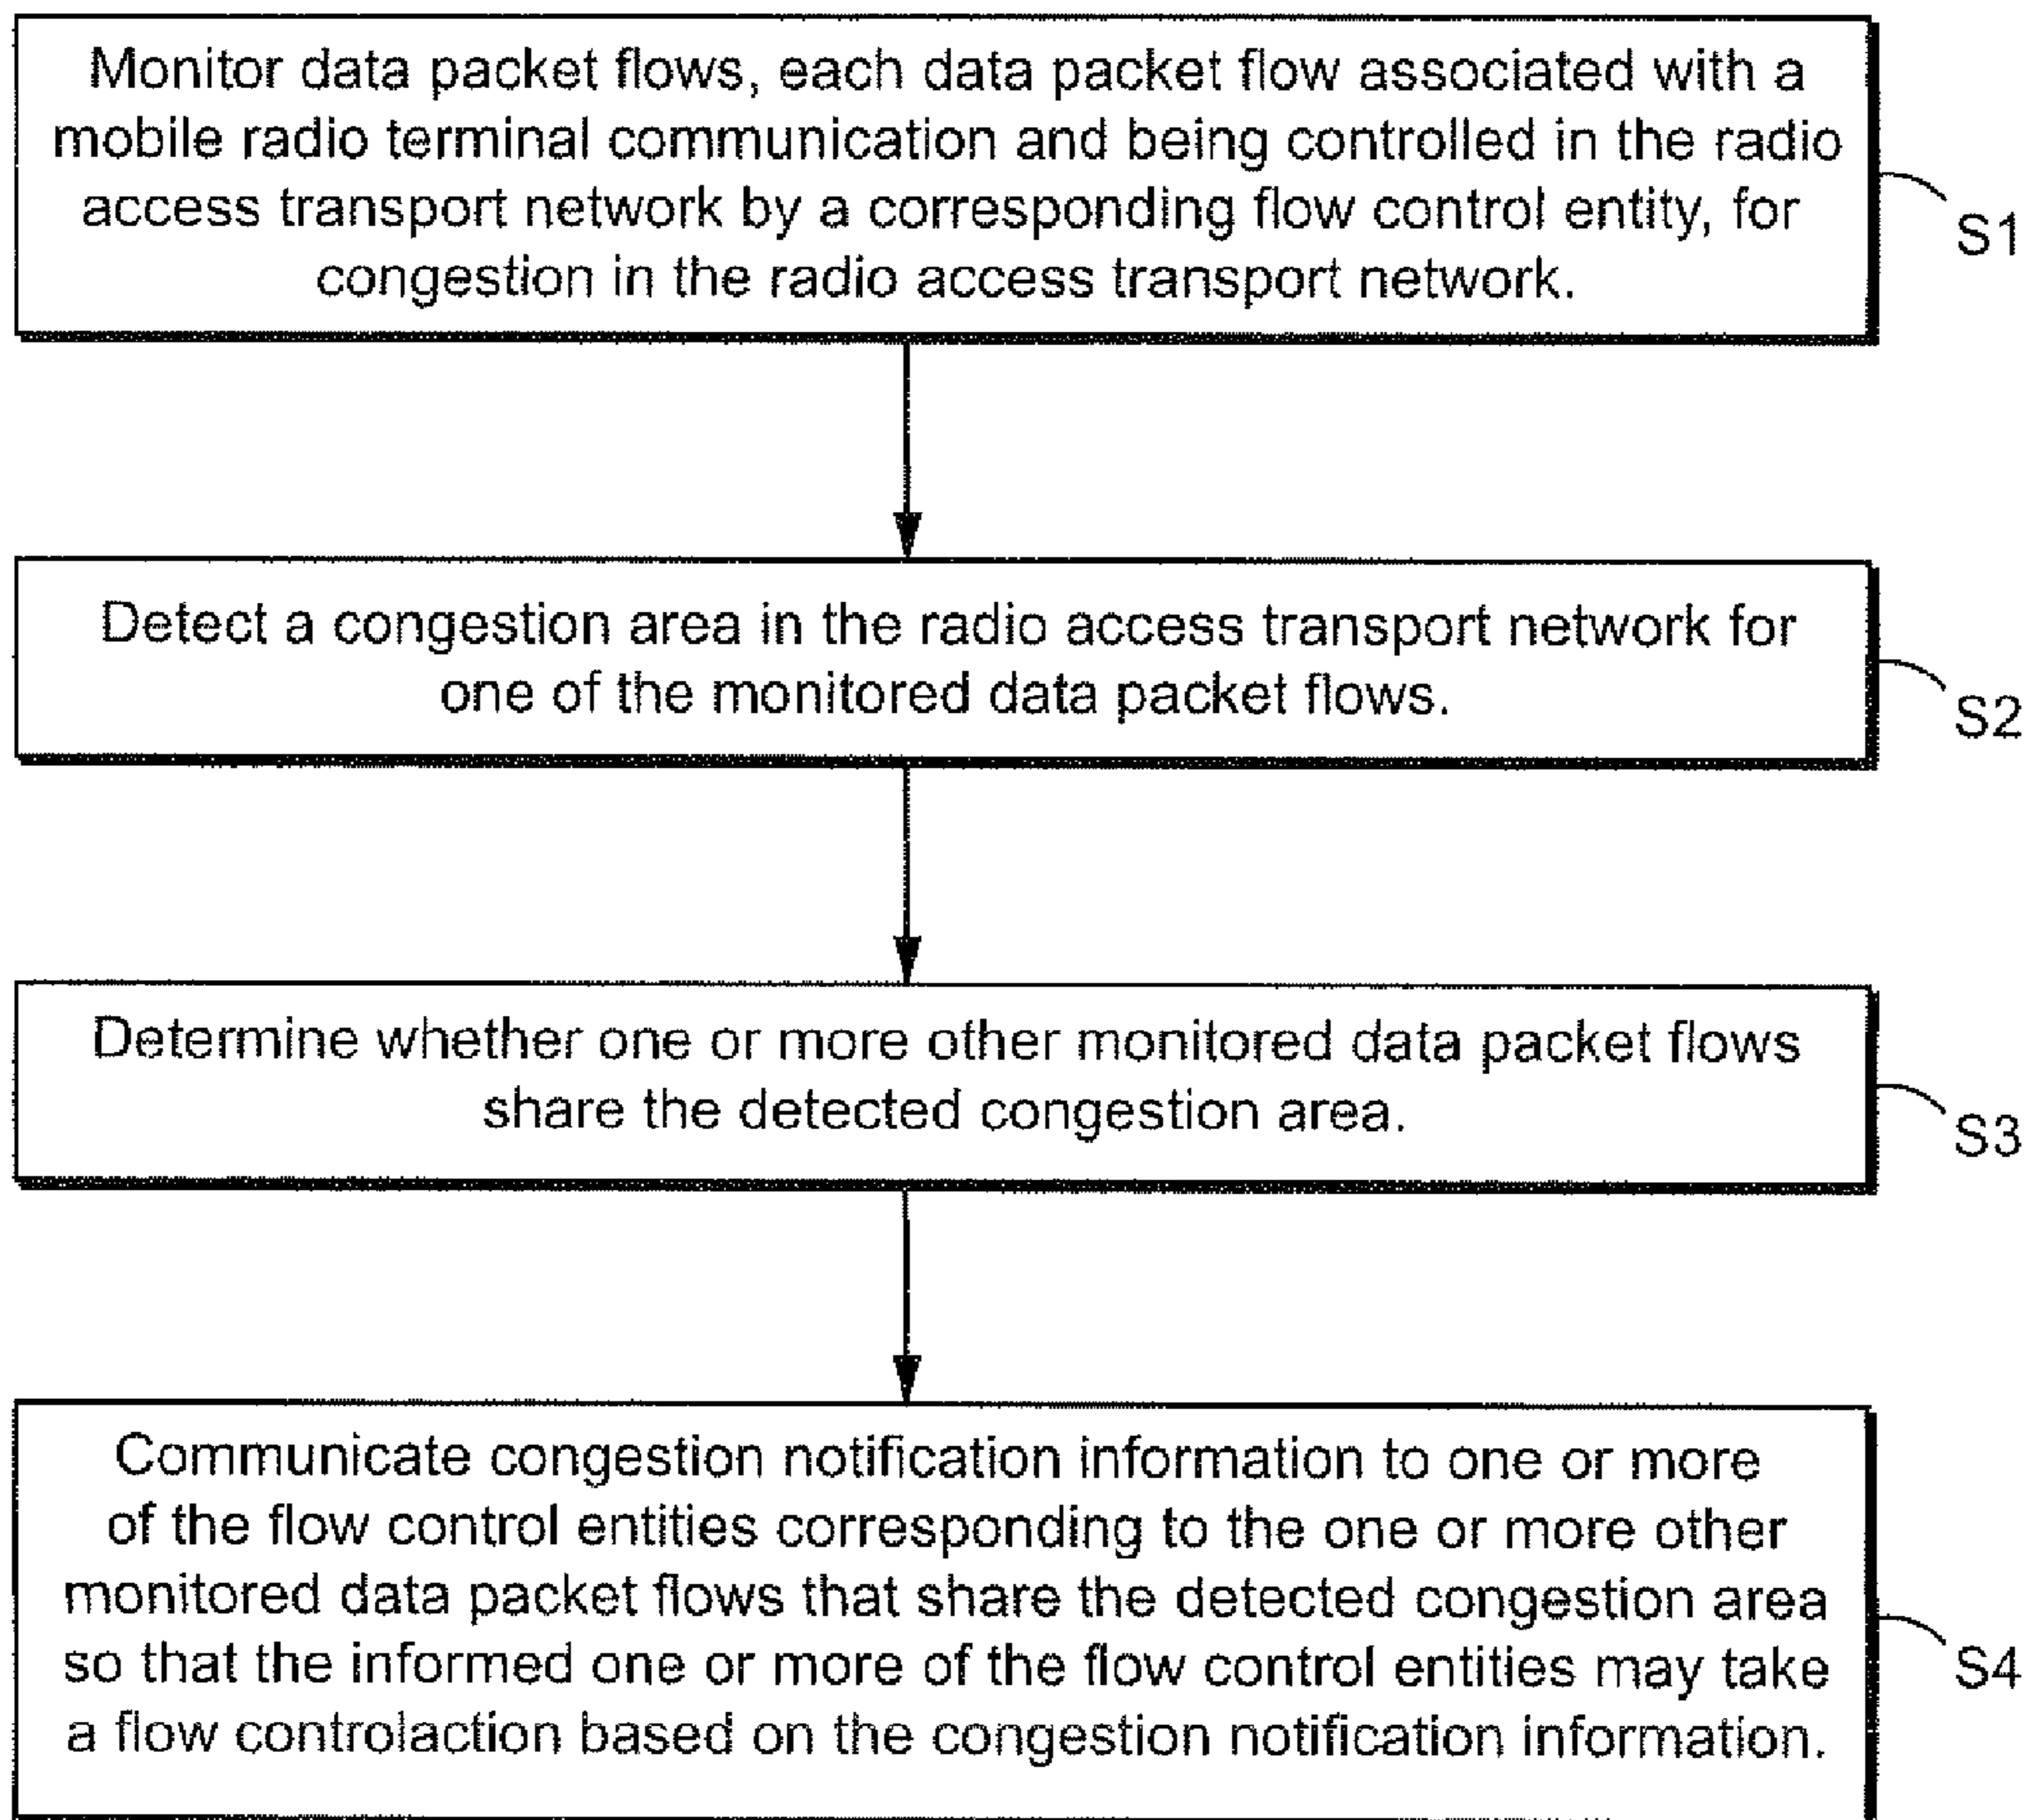 Monitor data packet flows, each data packet flow associated with a
mobile radio terminal communication and being controlled in the radio
access transport network by a corresponding flow control entity, for
congestion in the radio access transport network.
S1
Detect a congestion area in the radio access transport network for
one of the monitored data packet flows.
S2
Determine whether one or more other monitored data packet flows
share the detected congestion area.
S3
Communicate congestion notification information to one or more
of the flow control entities corresponding to the one or more other
monitored data packet flows that share the detected congestion area
so that the informed one or more of the flow control entities may take
a flow controlaction based on the congestion notification information.
S4